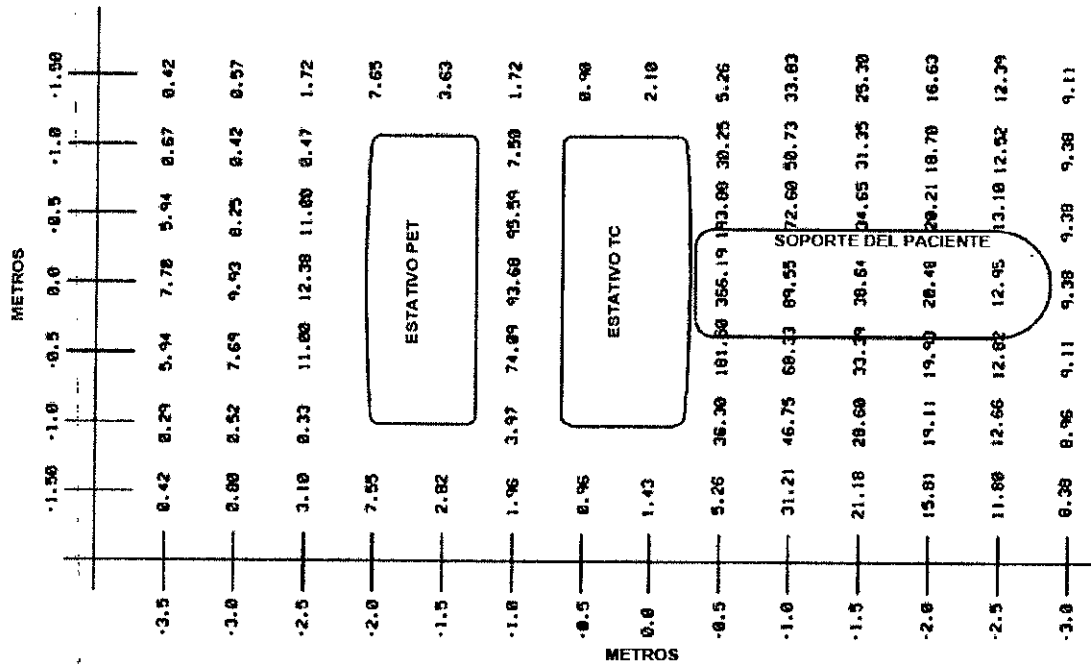 METROS
-1.50 -1.0 -0.5 0.0 -0.5 -1.0 -1.50
-3.5 0.42 0.29 5.94 7.78 5.94 0.67 0.42
-3.0 0.80 0.52 7.69 9.93 8.25 0.42 0.57
-2.5 3.10 0.33 11.00 12.38 11.00 0.47 1.72
-2.0 7.55 7.65
ESTATIVO PET
-1.5 2.82 3.63
-1.0 1.96 3.97 74.09 93.68 95.59 7.50 1.72
-0.5 0.96 0.90
ESTATIVO TC
0.0 1.43 2.10
-0.5 5.26 36.30 181.50 366.19 193.88 30.25 5.26
-1.0 31.21 46.75 68.33 89.55 72.60 50.73 33.83
SOPORTE DEL PACIENTE
-1.5 21.18 28.60 33.29 38.64 34.65 31.35 25.30
-2.0 15.81 19.11 19.93 20.48 20.21 18.70 16.63
-2.5 11.80 12.66 12.82 12.95 13.10 12.52 12.39
-3.0 8.38 8.96 9.11 9.38 9.38 9.38 9.11
METROS